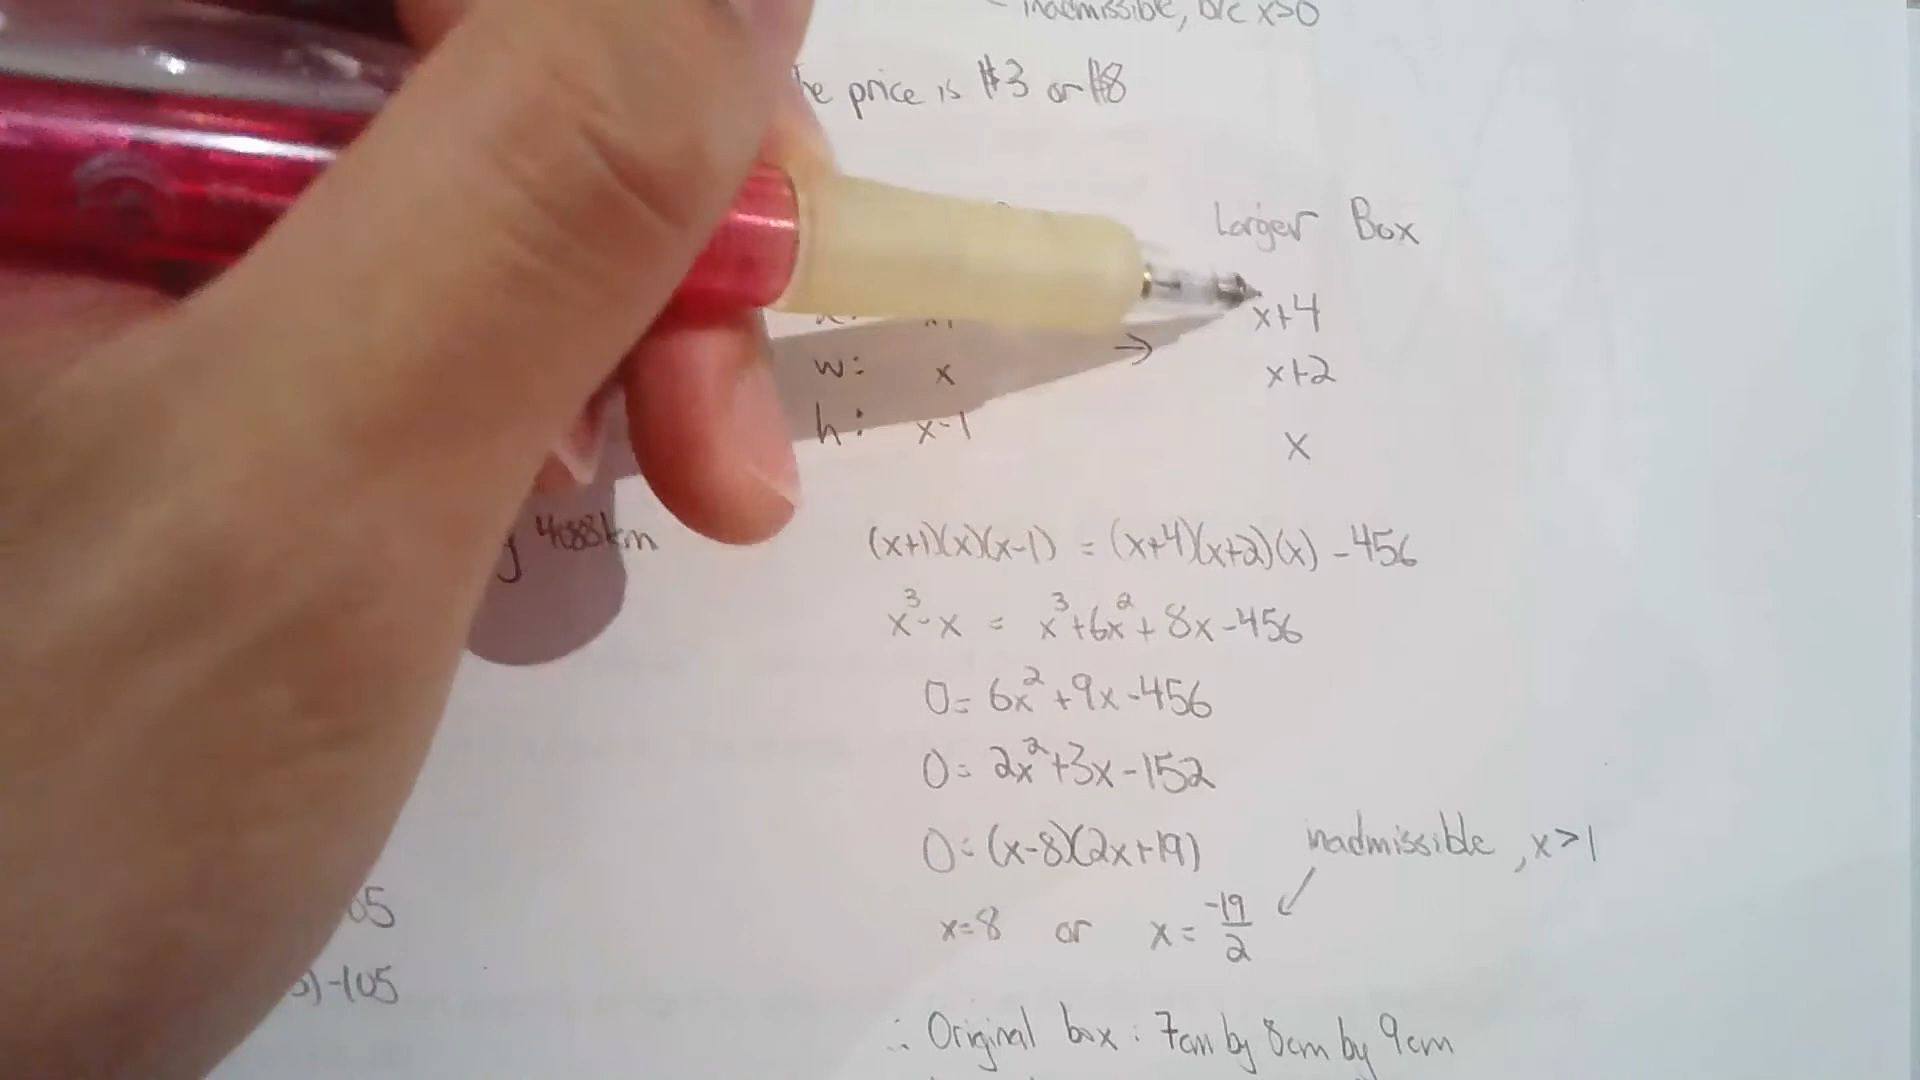 inadmissible, b/c x>0
he price is $3 or $8
Larger Box
x+4
w: x → x+2
h: x-1 x
4088km
(x+1)(x)(x-1) = (x+4)(x+2)(x) - 456
x³-x = x³+6x²+8x-456
0= 6x²+9x-456
0= 2x²+3x-152
0= (x-8)(2x+19) inadmissible, x>1
x=8 or x= -19/2
05
)-105
∴ Original box: 7cm by 8cm by 9cm